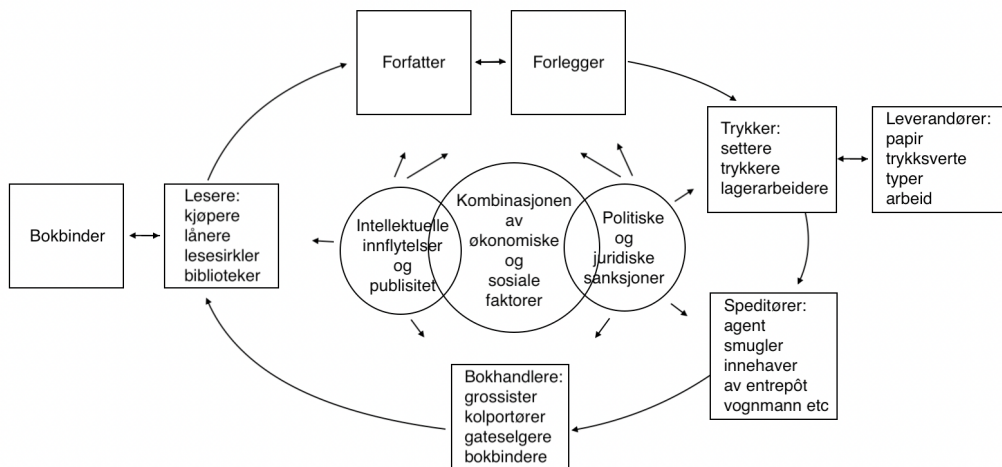 Forfatter
Forlegger
Trykker:
settere
trykkere
lagerarbeidere
Leverandører:
papir
trykksverte
typer
arbeid
Bokbinder
Lesere:
kjøpere
lånere
lesesirkler
biblioteker
Intellektuelle
innflytelser
og
publisitet
Kombinasjonen
av
økonomiske
og
sosiale
faktorer
Politiske
og
juridiske
sanksjoner
Speditører:
agent
smugler
innehaver
av entrepôt
vognmann etc
Bokhandlere:
grossister
kolportører
gateselgere
bokbindere